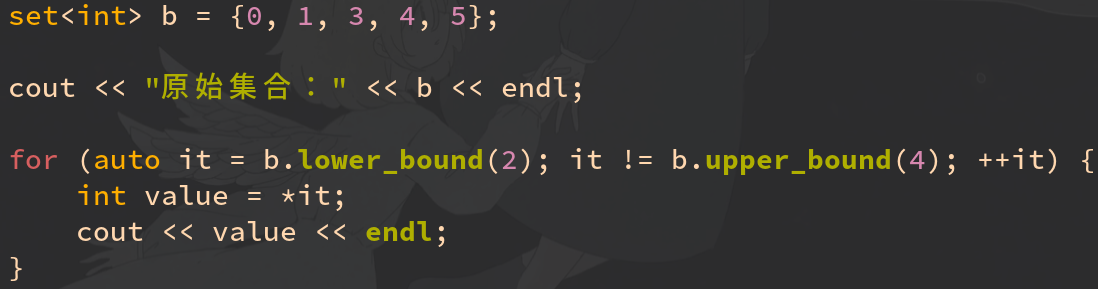 set<int> b = {0, 1, 3, 4, 5};
cout << "原始集合：" << b << endl;
for (auto it = b.lower_bound(2); it != b.upper_bound(4); ++it) {
    int value = *it;
    cout << value << endl;
}